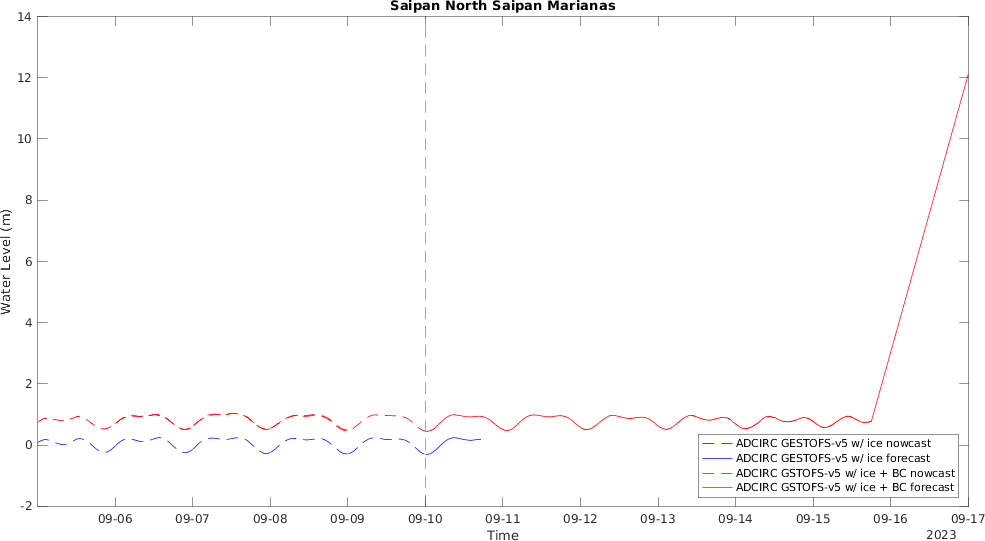 Saipan North Saipan Marianas
14
12
10
8
6
4
2
0
-2
Water Level (m)
ADCIRC GESTOFS-v5 w/ ice nowcast
ADCIRC GESTOFS-v5 w/ ice forecast
ADCIRC GSTOFS-v5 w/ ice + BC nowcast
ADCIRC GSTOFS-v5 w/ ice + BC forecast
09-06 09-07 09-08 09-09 09-10 09-11 09-12 09-13 09-14 09-15 09-16 09-17
Time
2023